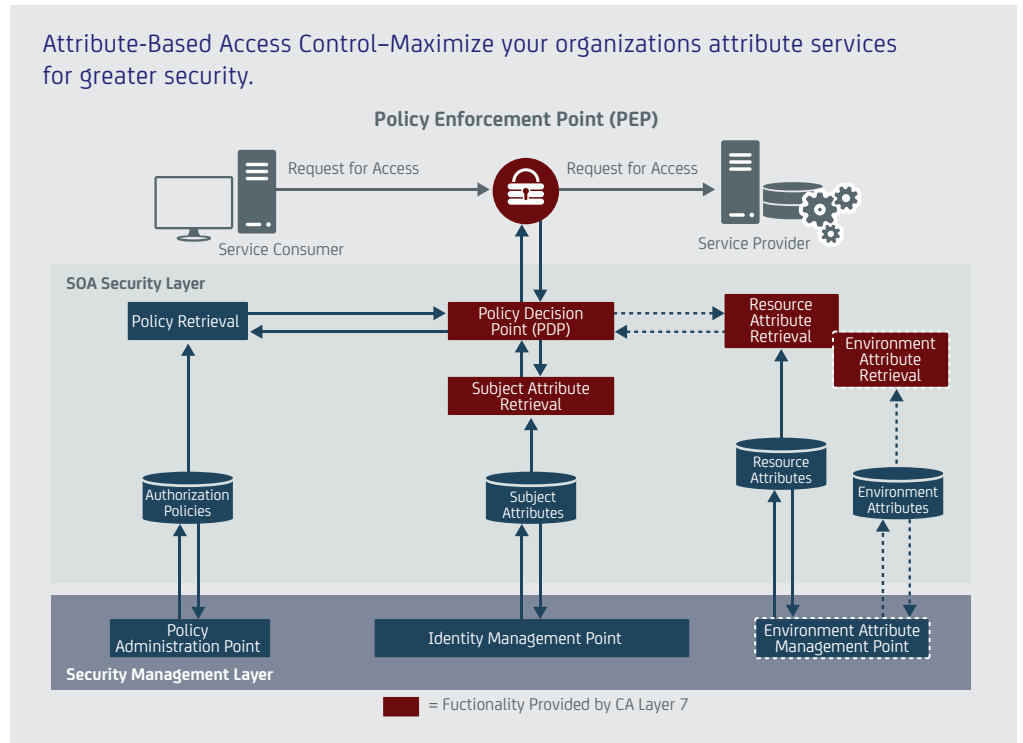 Attribute-Based Access Control–Maximize your organizations attribute services
for greater security.
Policy Enforcement Point (PEP)
Request for Access
Request for Access
Service Consumer
Service Provider
SOA Security Layer
Policy Retrieval
Policy Decision
Point (PDP)
Resource
Attribute
Retrieval
Environment
Attribute
Retrieval
Subject Attribute
Retrieval
Authorization
Policies
Subject
Attributes
Resource
Attributes
Environment
Attributes
Policy
Administration Point
Identity Management Point
Environment Attribute
Management Point
Security Management Layer
= Fuctionality Provided by CA Layer 7